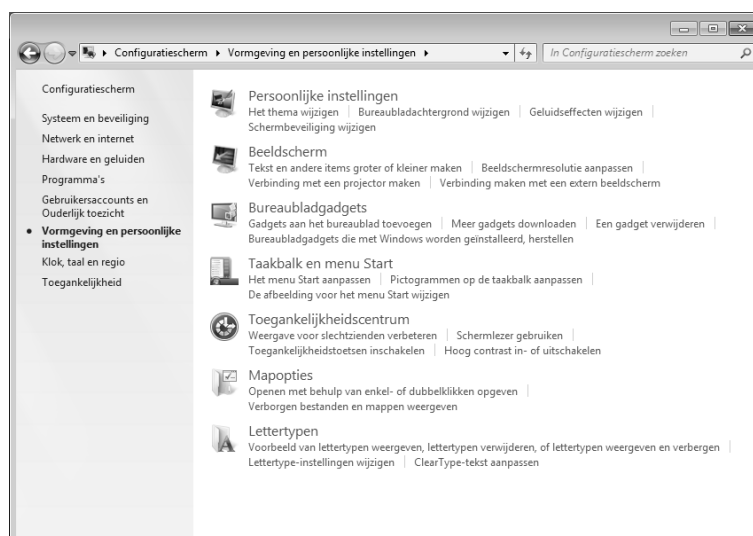 Configuratiescherm ▸ Vormgeving en persoonlijke instellingen ▸
In Configuratiescherm zoeken
Configuratiescherm
Systeem en beveiliging
Netwerk en internet
Hardware en geluiden
Programma's
Gebruikersaccounts en
Ouderlijk toezicht
Vormgeving en persoonlijke
instellingen
Klok, taal en regio
Toegankelijkheid
Persoonlijke instellingen
Het thema wijzigen | Bureaubladachtergrond wijzigen | Geluidseffecten wijzigen |
Schermbeveiliging wijzigen
Beeldscherm
Tekst en andere items groter of kleiner maken | Beeldschermresolutie aanpassen |
Verbinding met een projector maken | Verbinding maken met een extern beeldscherm
Bureaubladgadgets
Gadgets aan het bureaublad toevoegen | Meer gadgets downloaden | Een gadget verwijderen |
Bureaubladgadgets die met Windows worden geïnstalleerd, herstellen
Taakbalk en menu Start
Het menu Start aanpassen | Pictogrammen op de taakbalk aanpassen |
De afbeelding voor het menu Start wijzigen
Toegankelijkheidscentrum
Weergave voor slechtzienden verbeteren | Schermlezer gebruiken |
Toegankelijkheidstoetsen inschakelen | Hoog contrast in- of uitschakelen
Mapopties
Openen met behulp van enkel- of dubbelklikken opgeven |
Verborgen bestanden en mappen weergeven
Lettertypen
Voorbeeld van lettertypen weergeven, lettertypen verwijderen, of lettertypen weergeven en verbergen |
Lettertype-instellingen wijzigen | ClearType-tekst aanpassen